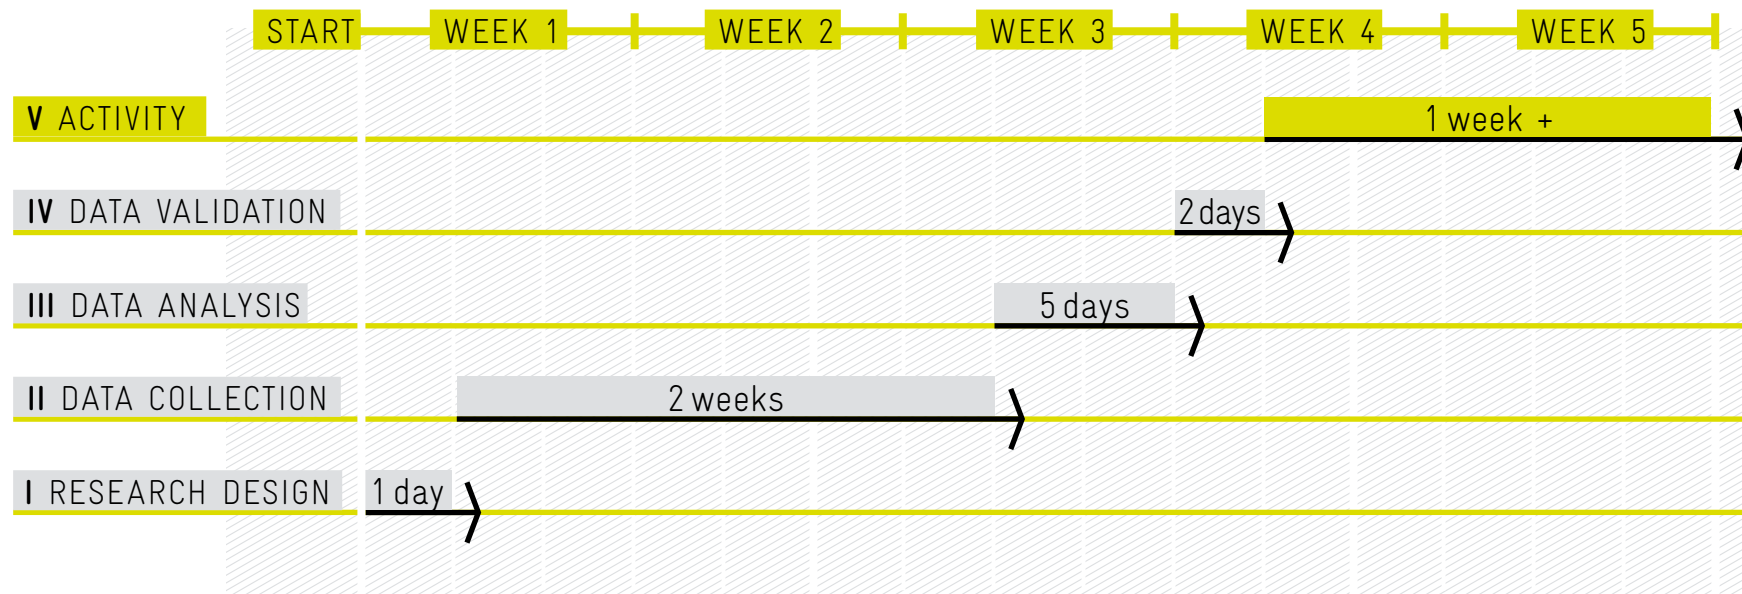 START WEEK 1 WEEK 2 WEEK 3 WEEK 4 WEEK 5
V ACTIVITY 1 week +
IV DATA VALIDATION 2 days
III DATA ANALYSIS 5 days
II DATA COLLECTION 2 weeks
I RESEARCH DESIGN 1 day